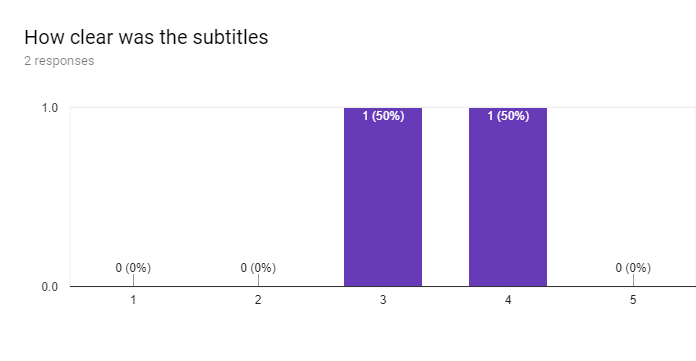 How clear was the subtitles
2 responses
1.0
1 (50%) 1 (50%)
0 (0%) 0 (0%) 0 (0%)
0.0
1 2 3 4 5